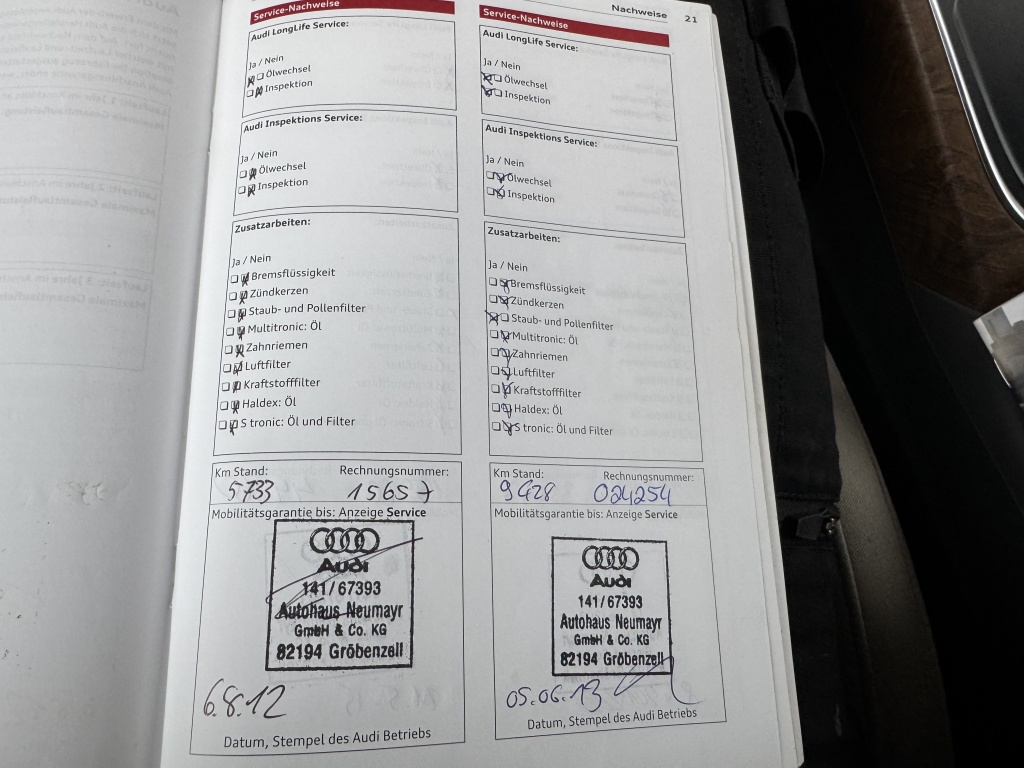 Nachweise 21
Service-Nachweise
Audi LongLife Service:
Ja / Nein
Ölwechsel
Inspektion
Audi Inspektions Service:
Ja / Nein
Ölwechsel
Inspektion
Zusatzarbeiten:
Ja / Nein
Bremsflüssigkeit
Zündkerzen
Staub- und Pollenfilter
Multitronic: Öl
Zahnriemen
Luftfilter
Kraftstofffilter
Haldex: Öl
S tronic: Öl und Filter
Km Stand: Rechnungsnummer:
5733 15657
Mobilitätsgarantie bis: Anzeige Service
Audi
141/67393
Autohaus Neumayr
GmbH & Co. KG
82194 Gröbenzell
6.8.12
Datum, Stempel des Audi Betriebs
Service-Nachweise
Audi LongLife Service:
Ja / Nein
Ölwechsel
Inspektion
Audi Inspektions Service:
Ja / Nein
Ölwechsel
Inspektion
Zusatzarbeiten:
Ja / Nein
Bremsflüssigkeit
Zündkerzen
Staub- und Pollenfilter
Multitronic: Öl
Zahnriemen
Luftfilter
Kraftstofffilter
Haldex: Öl
S tronic: Öl und Filter
Km Stand: Rechnungsnummer:
9428 024254
Mobilitätsgarantie bis: Anzeige Service
Audi
141/67393
Autohaus Neumayr
GmbH & Co. KG
82194 Gröbenzell
05.06.13
Datum, Stempel des Audi Betriebs